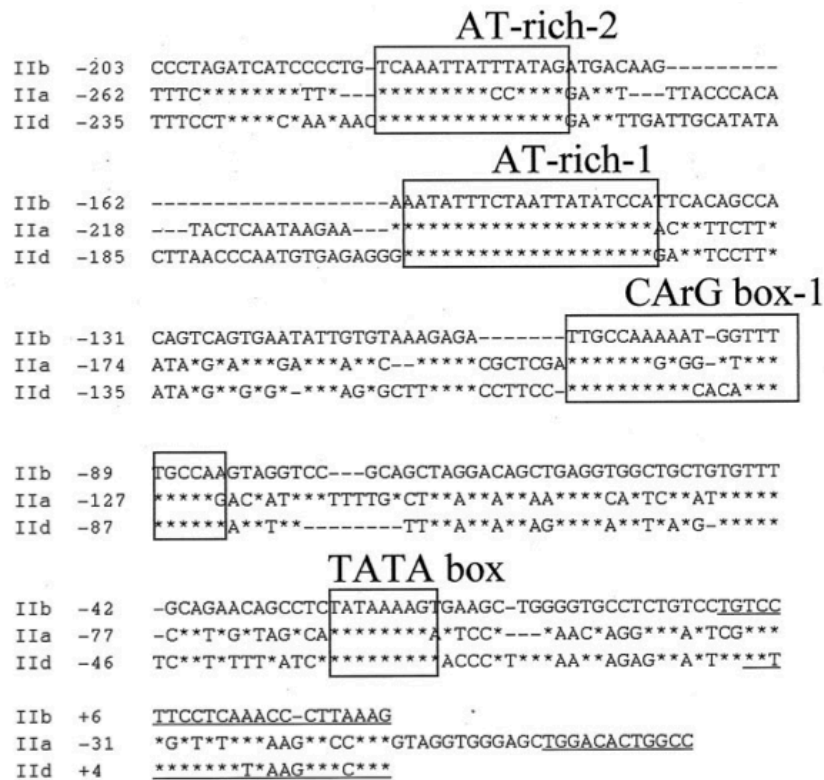 AT-rich-2
IIb -203 CCCTAGATCATCCCCTG-TCAAATTATTTATAGATGACAAG---------
IIa -262 TTTC********TT*---*********CC****GA**T---TTACCCACA
IId -235 TTTCCT****C*AA*AAC***************GA**TTGATTGCATATA
AT-rich-1
IIb -162 --------------------AAATATTTCTAATTATATCCATTCACAGCCA
IIa -218 ---TACTCAATAAGAA---**********************AC**TTCTT*
IId -185 CTTAACCCAATGTGAGAGGG*********************GA**TCCTT*
CArG box-1
IIb -131 CAGTCAGTGAATATTGTGTAAAGAGA-------TTGCCAAAAAT-GGTTT
IIa -174 ATA*G*A***GA***A**C--*****CGCTCGA*******G*GG-*T***
IId -135 ATA*G**G*G*-***AG*GCTT****CCTTCC-**********CACA***
IIb -89 TGCCAAGTAGGTCC---GCAGCTAGGACAGCTGAGGTGGCTGCTGTGTTT
IIa -127 *****GAC*AT***TTTTG*CT**A**A**AA****CA*TC**AT*****
IId -87 ******A**T**--------TT**A**A**AG****A**T*A*G-*****
TATA box
IIb -42 -GCAGAACAGCCTCTATAAAAGTGAAGC-TGGGGTGCCTCTGTCCTGTCC
IIa -77 -C**T*G*TAG*CA********A*TCC*---*AAC*AGG***A*TCG***
IId -46 TC**T*TTT*ATC*********ACCC*T***AA**AGAG**A*T****T
IIb +6 TTCCTCAAACC-CTTAAAG
IIa -31 *G*T*T***AAG**CC***GTAGGTGGGAGCTGGACACTGGCC
IId +4 *******T*AAG***C***